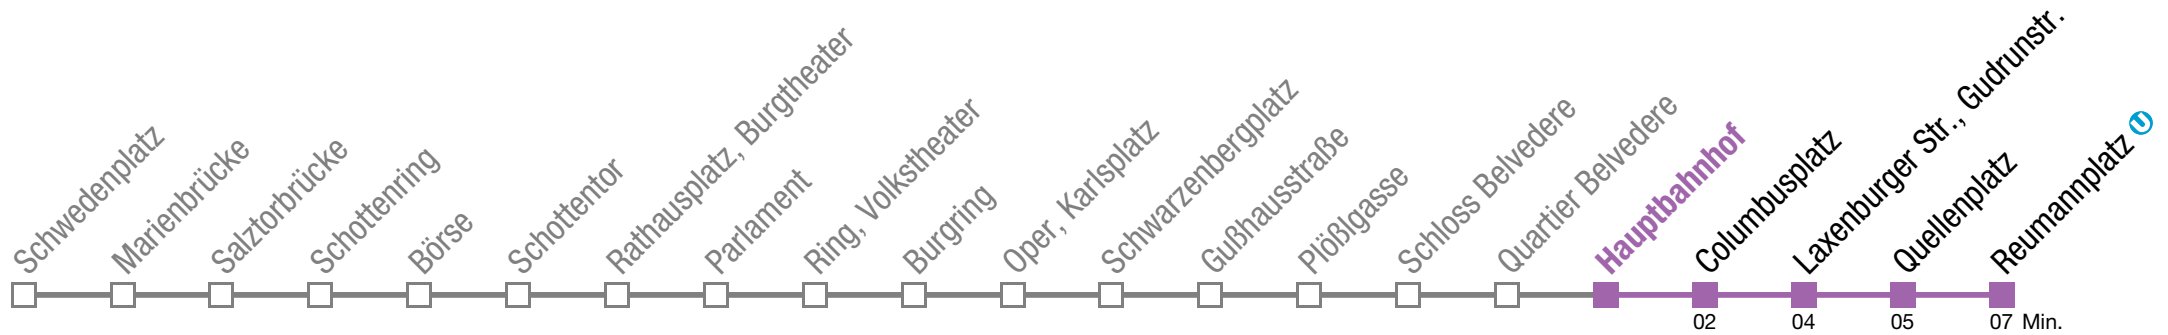 Schwedenplatz
Marienbrücke
Salztorbrücke
Schottenring
Börse
Schottentor
Rathausplatz, Burgtheater
Parlament
Ring, Volkstheater
Burgring
Oper, Karlsplatz
Schwarzenbergplatz
Gußhausstraße
Plößlgasse
Schloss Belvedere
Quartier Belvedere
Hauptbahnhof
Columbusplatz
Laxenburger Str., Gudrunstr.
Quellenplatz
Reumannplatz U
02 04 05 07 Min.